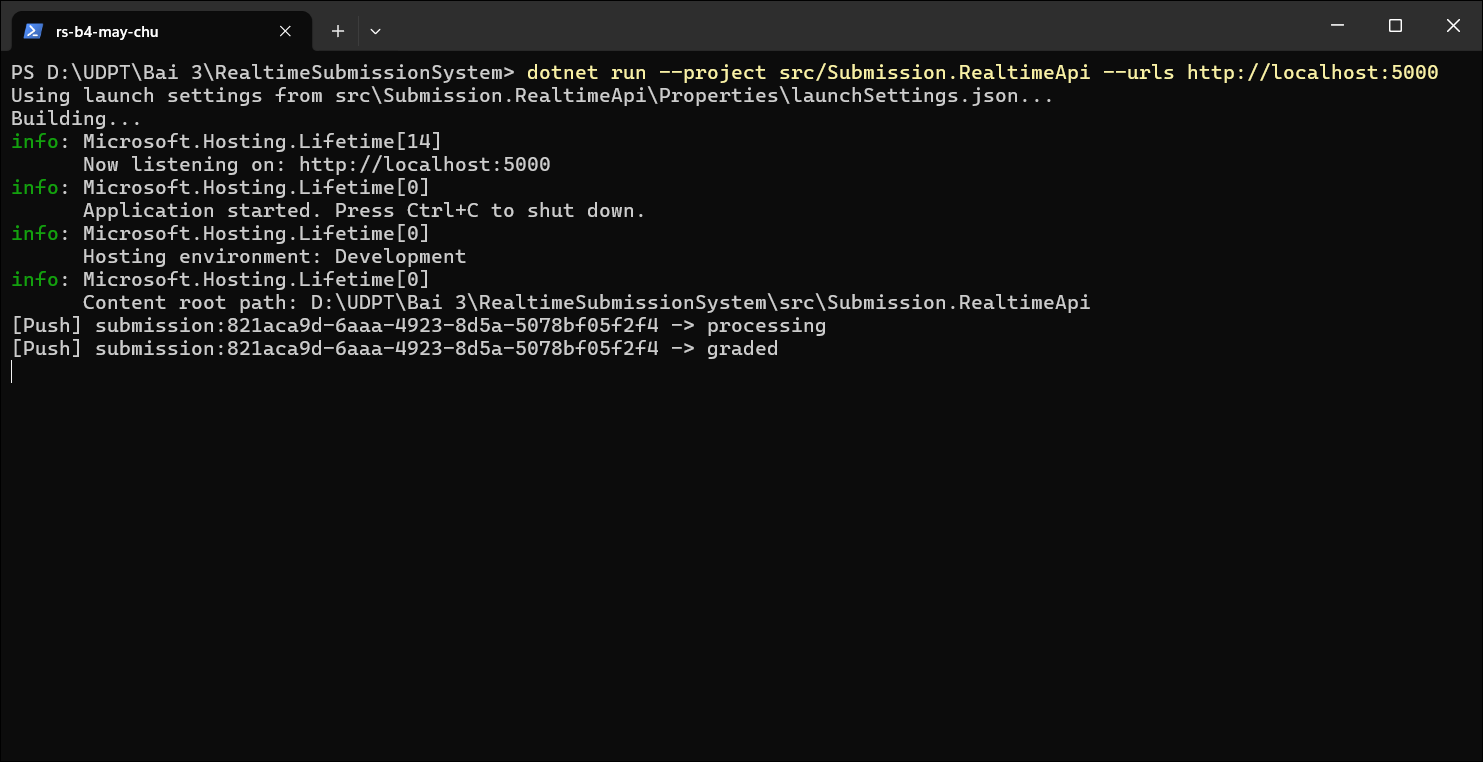 rs-b4-may-chu
PS D:\UDPT\Bai 3\RealtimeSubmissionSystem> dotnet run --project src/Submission.RealtimeApi --urls http://localhost:5000
Using launch settings from src\Submission.RealtimeApi\Properties\launchSettings.json...
Building...
info: Microsoft.Hosting.Lifetime[14]
      Now listening on: http://localhost:5000
info: Microsoft.Hosting.Lifetime[0]
      Application started. Press Ctrl+C to shut down.
info: Microsoft.Hosting.Lifetime[0]
      Hosting environment: Development
info: Microsoft.Hosting.Lifetime[0]
      Content root path: D:\UDPT\Bai 3\RealtimeSubmissionSystem\src\Submission.RealtimeApi
[Push] submission:821aca9d-6aaa-4923-8d5a-5078bf05f2f4 -> processing
[Push] submission:821aca9d-6aaa-4923-8d5a-5078bf05f2f4 -> graded